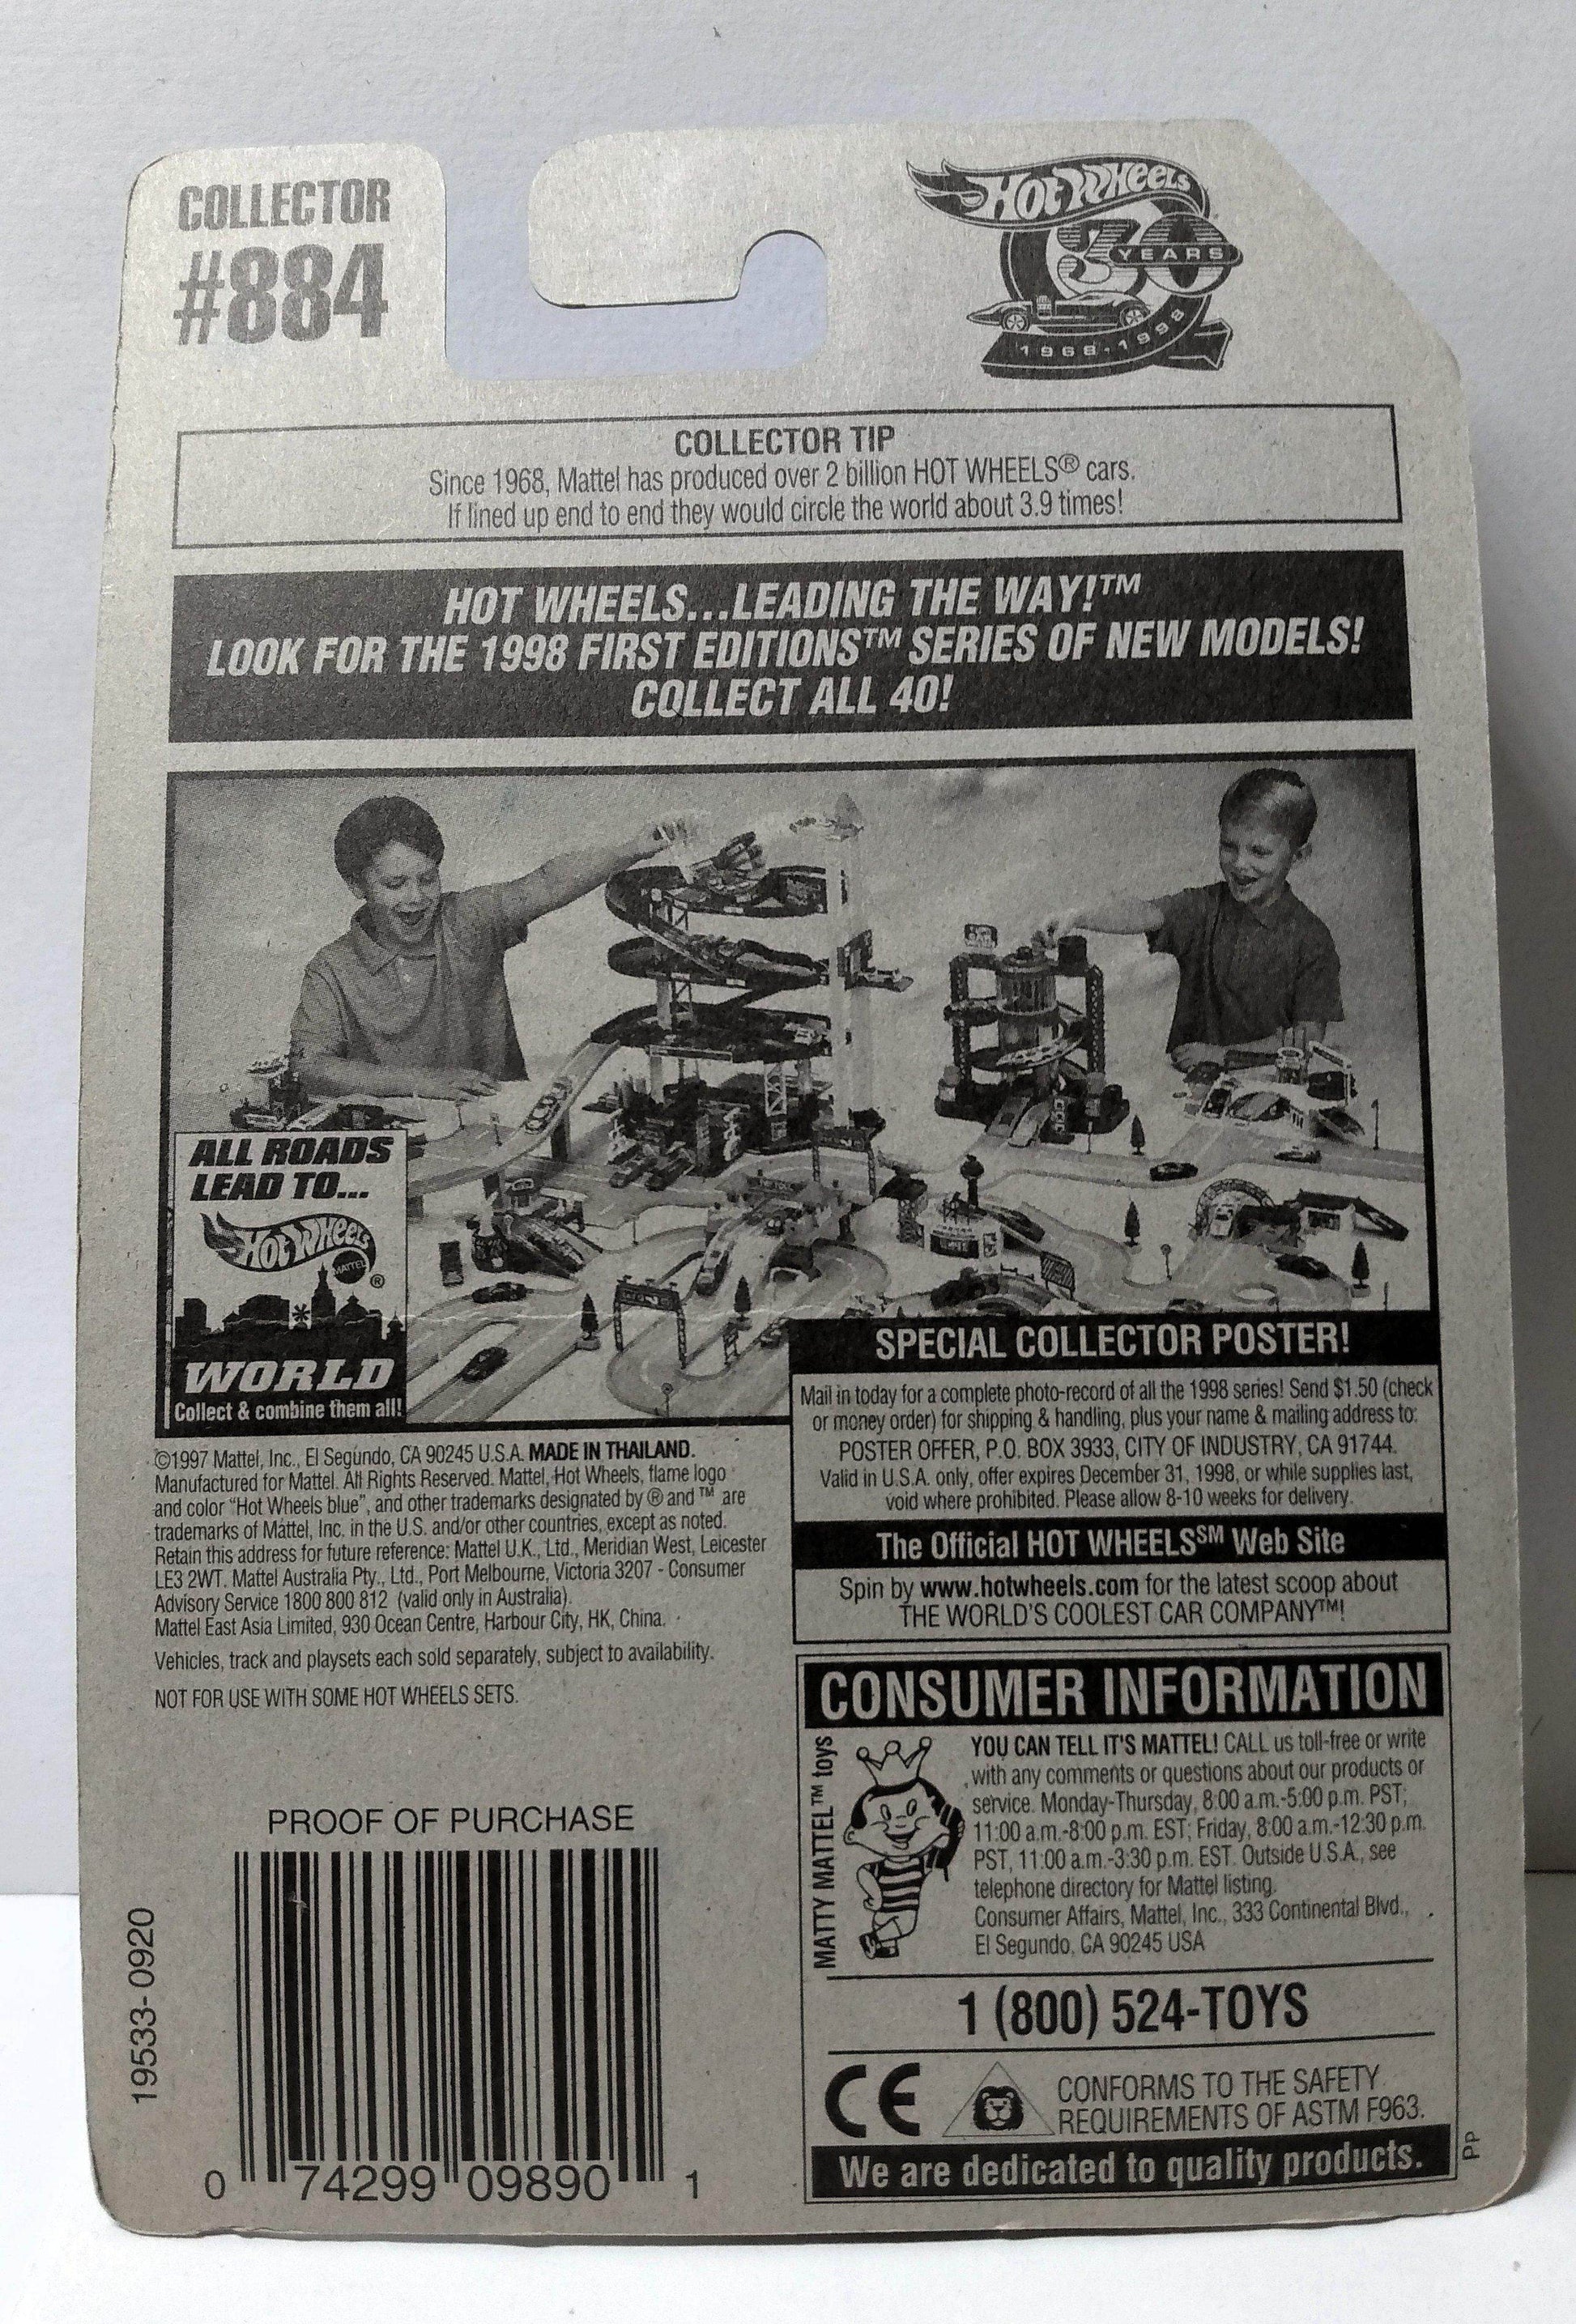 COLLECTOR
#884
Hot Wheels
30
YEARS
1968-1998
COLLECTOR TIP
Since 1968, Mattel has produced over 2 billion HOT WHEELS® cars.
If lined up end to end they would circle the world about 3.9 times!
HOT WHEELS...LEADING THE WAY!™
LOOK FOR THE 1998 FIRST EDITIONS™ SERIES OF NEW MODELS!
COLLECT ALL 40!
ALL ROADS
LEAD TO...
Hot Wheels
MATTEL
®
WORLD
Collect & combine them all!
SPECIAL COLLECTOR POSTER!
Mail in today for a complete photo-record of all the 1998 series! Send $1.50 (check
or money order) for shipping & handling, plus your name & mailing address to:
POSTER OFFER, P.O. BOX 3933, CITY OF INDUSTRY, CA 91744.
Valid in U.S.A. only, offer expires December 31, 1998, or while supplies last,
void where prohibited. Please allow 8-10 weeks for delivery.
The Official HOT WHEELS℠ Web Site
Spin by www.hotwheels.com for the latest scoop about
THE WORLD'S COOLEST CAR COMPANY™!
©1997 Mattel, Inc., El Segundo, CA 90245 U.S.A. MADE IN THAILAND.
Manufactured for Mattel. All Rights Reserved. Mattel, Hot Wheels, flame logo
and color "Hot Wheels blue", and other trademarks designated by ® and ™ are
trademarks of Mattel, Inc. in the U.S. and/or other countries, except as noted.
Retain this address for future reference: Mattel U.K., Ltd., Meridian West, Leicester
LE3 2WT. Mattel Australia Pty., Ltd., Port Melbourne, Victoria 3207 - Consumer
Advisory Service 1800 800 812 (valid only in Australia).
Mattel East Asia Limited, 930 Ocean Centre, Harbour City, HK, China.
Vehicles, track and playsets each sold separately, subject to availability.
NOT FOR USE WITH SOME HOT WHEELS SETS.
CONSUMER INFORMATION
MATTY MATTEL™ toys
YOU CAN TELL IT'S MATTEL! CALL us toll-free or write
with any comments or questions about our products or
service. Monday-Thursday, 8:00 a.m.-5:00 p.m. PST;
11:00 a.m.-8:00 p.m. EST; Friday, 8:00 a.m.-12:30 p.m.
PST, 11:00 a.m.-3:30 p.m. EST. Outside U.S.A., see
telephone directory for Mattel listing.
Consumer Affairs, Mattel, Inc., 333 Continental Blvd.,
El Segundo, CA 90245 USA
1 (800) 524-TOYS
CE
CONFORMS TO THE SAFETY
REQUIREMENTS OF ASTM F963.
We are dedicated to quality products.
PP
PROOF OF PURCHASE
19533-0920
0 74299 09890 1